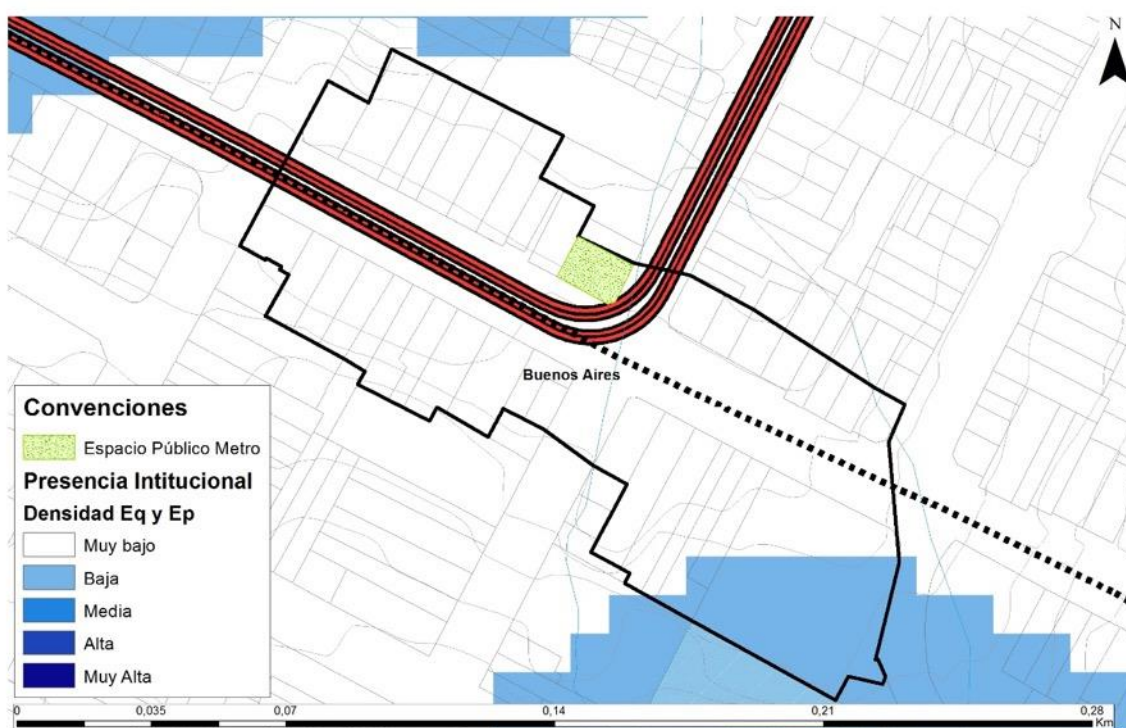 N
Buenos Aires
Convenciones
Espacio Público Metro
Presencia Intitucional
Densidad Eq y Ep
Muy bajo
Baja
Media
Alta
Muy Alta
0 0,035 0,07 0,14 0,21 0,28
Km